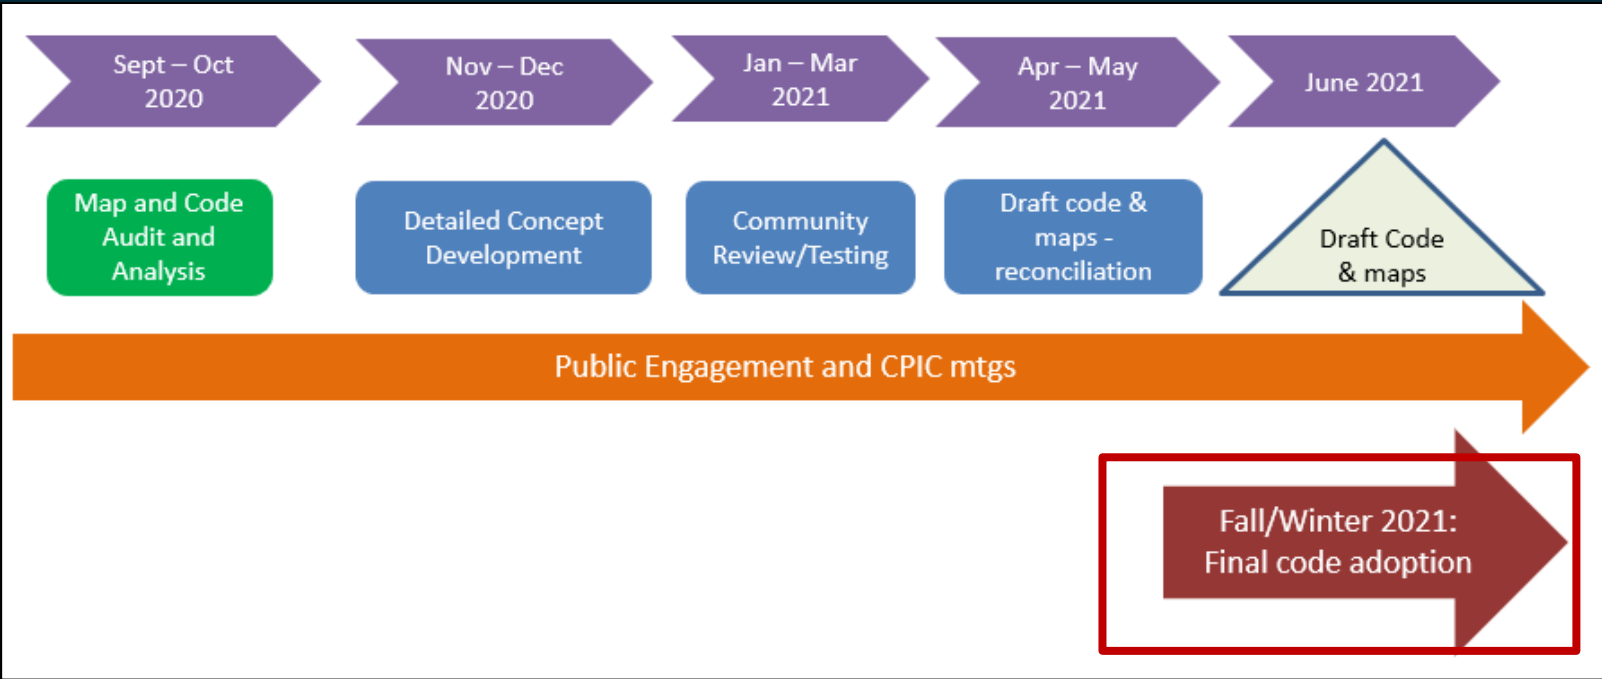 Sept – Oct
2020
Nov – Dec
2020
Jan – Mar
2021
Apr – May
2021
June 2021
Map and Code
Audit and
Analysis
Detailed Concept
Development
Community
Review/Testing
Draft code &
maps -
reconciliation
Draft Code
& maps
Public Engagement and CPIC mtgs
Fall/Winter 2021:
Final code adoption